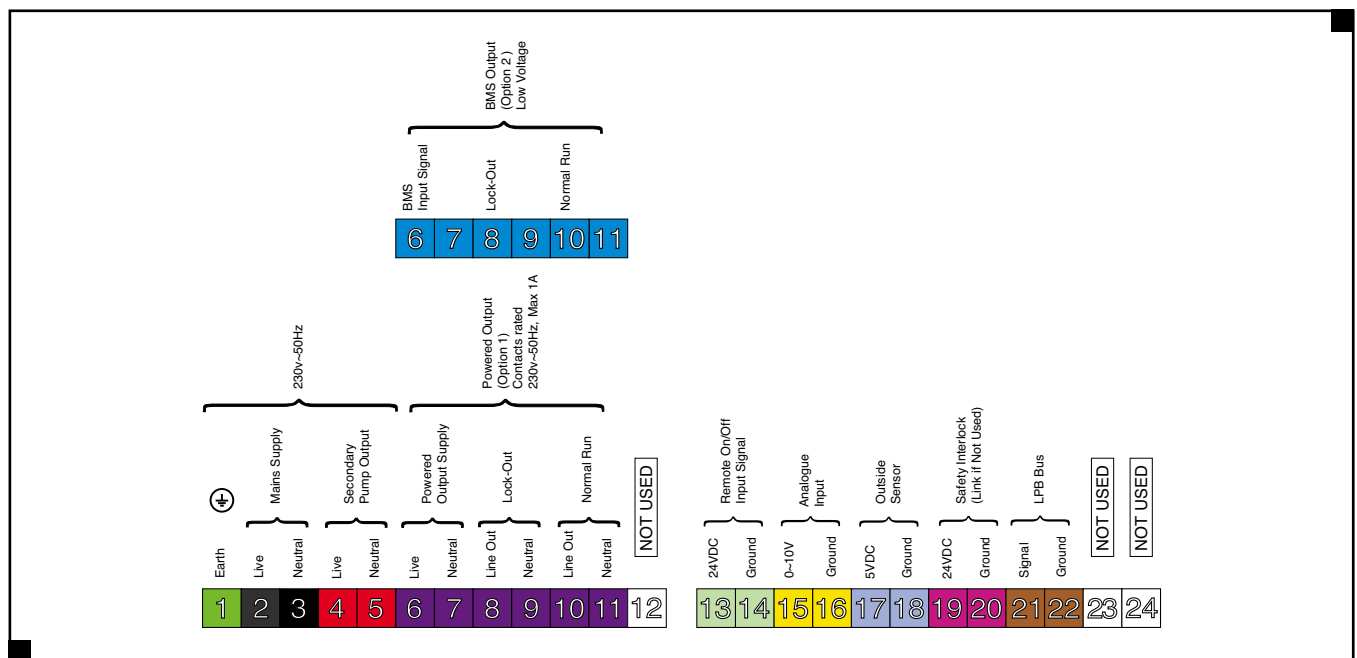 BMS Output
(Option 2 )
Low Voltage
BMS
Input Signal
Lock-Out
Normal Run
6 7 8 9 10 11
230v~50Hz
Powered Output
(Option 1)
Contacts rated
230v~50Hz, Max 1A
Mains Supply
Secondary
Pump Output
Powered
Output Supply
Lock-Out
Normal Run
NOT USED
Remote On/Off
Input Signal
Analogue
Input
Outside
Sensor
Safety Interlock
(Link if Not Used)
LPB Bus
NOT USED
NOT USED
Earth
Live
Neutral
Live
Neutral
Live
Neutral
Line Out
Neutral
Line Out
Neutral
24VDC
Ground
0~10V
Ground
5VDC
Ground
24VDC
Ground
Signal
Ground
1 2 3 4 5 6 7 8 9 10 11 12 13 14 15 16 17 18 19 20 21 22 23 24